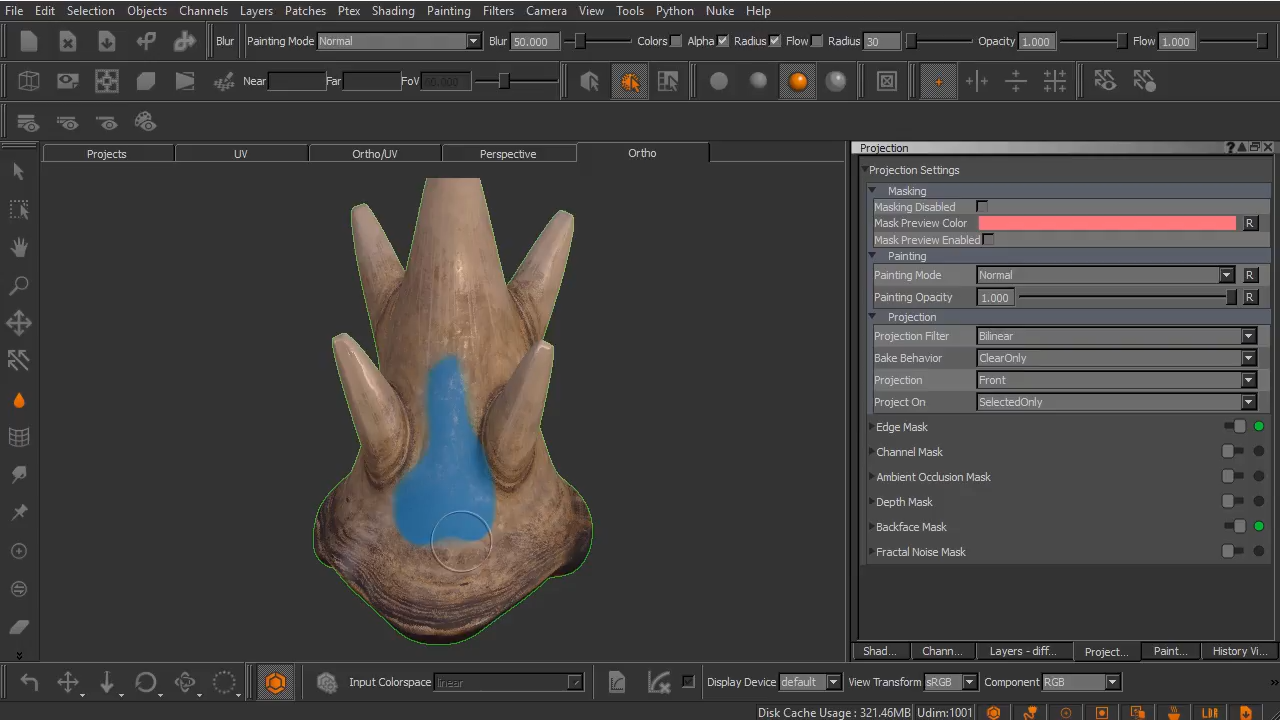 File Edit Selection Objects Channels Layers Patches Ptex Shading Painting Filters Camera View Tools Python Nuke Help
Blur Painting Mode Normal Blur 50.000 Colors Alpha Radius Flow Radius 30 Opacity 1.000 Flow 1.000
Near Far FoV 60.000
Projects UV Ortho/UV Perspective Ortho
Projection
Projection Settings
Masking
Masking Disabled
Mask Preview Color R
Mask Preview Enabled
Painting
Painting Mode Normal R
Painting Opacity 1.000 R
Projection
Projection Filter Bilinear
Bake Behavior ClearOnly
Projection Front
Project On SelectedOnly
Edge Mask
Channel Mask
Ambient Occlusion Mask
Depth Mask
Backface Mask
Fractal Noise Mask
Shad... Chann... Layers - diff... Project... Paint... History Vi...
Input Colorspace linear Display Device default View Transform sRGB Component RGB
Disk Cache Usage : 321.46MB Udim:1001 LDR